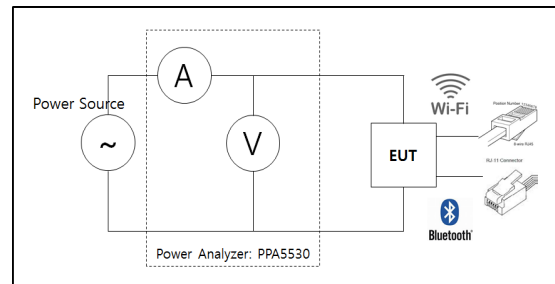 A
Power Source
~
V
Wi-Fi
EUT
RJ-11 Connector
Bluetooth
Power Analyzer: PPA5530